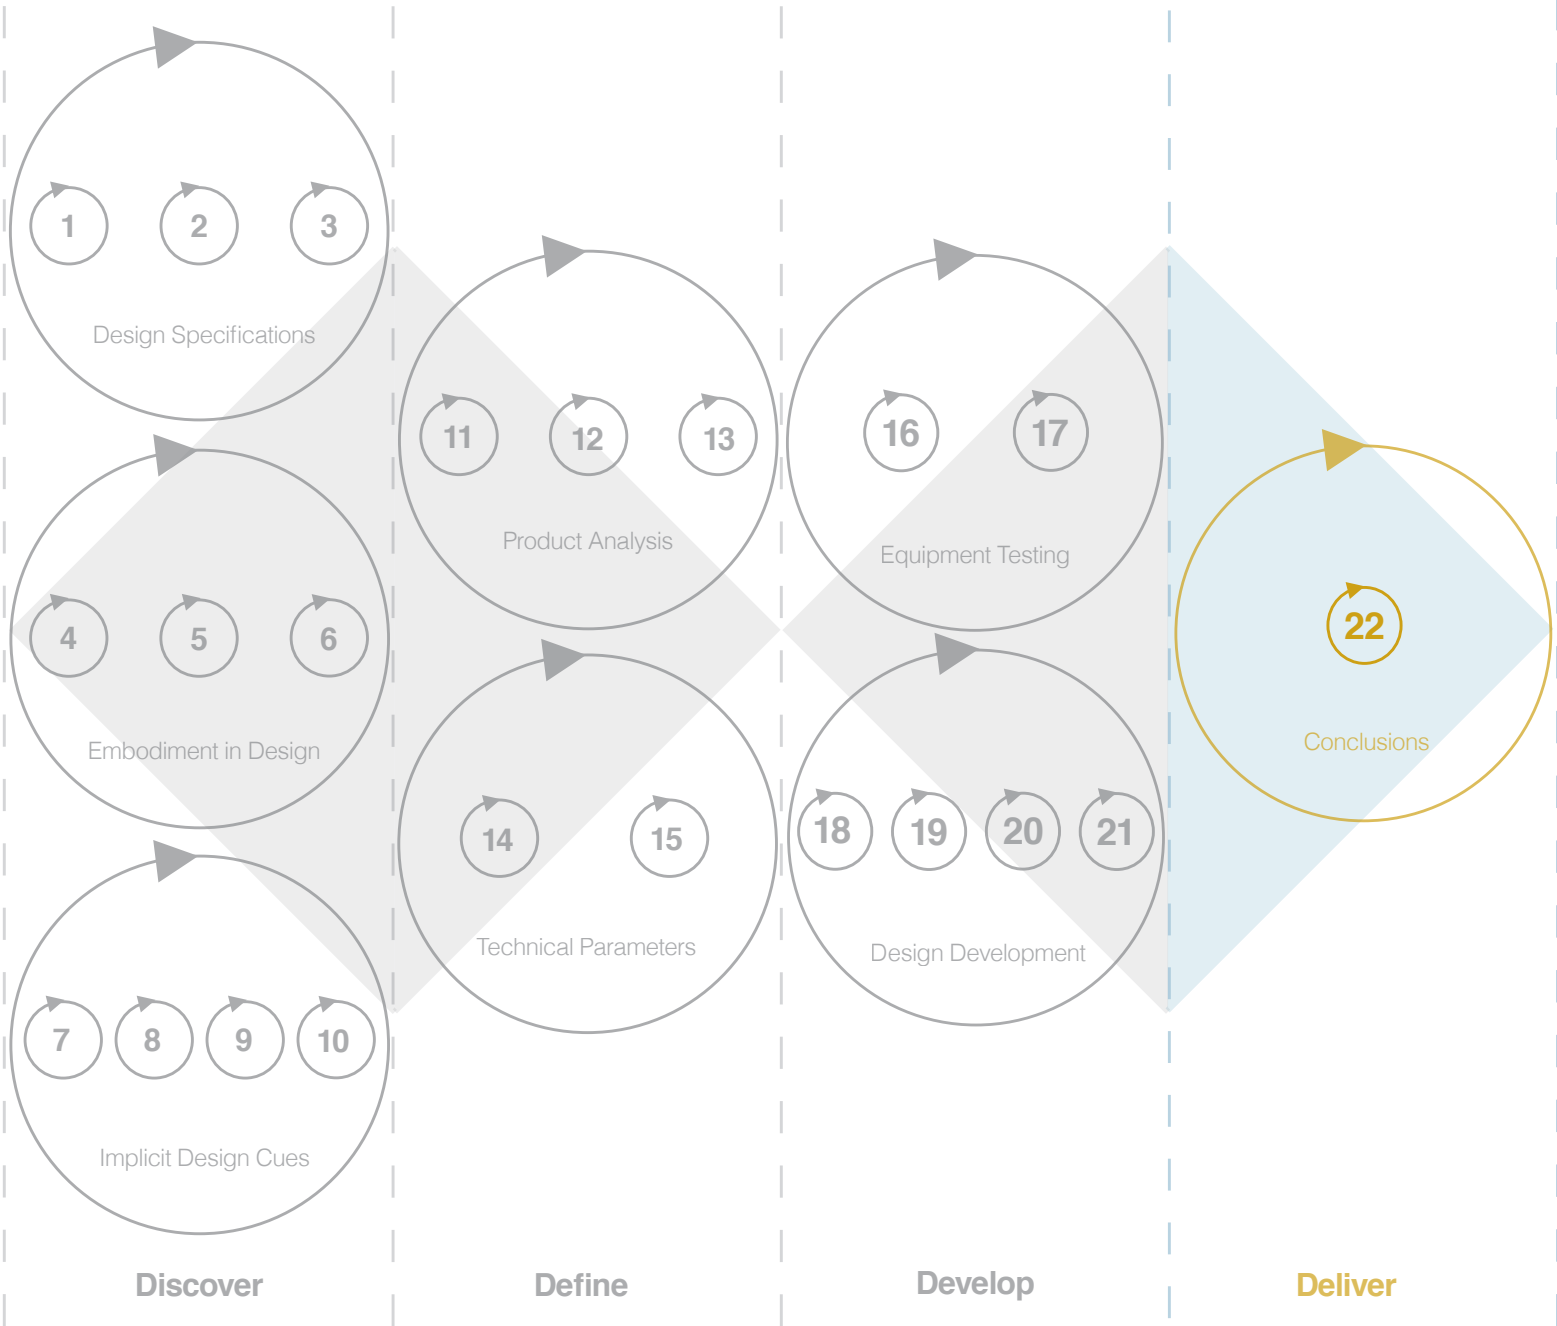 1 2 3
Design Specifications
4 5 6
Embodiment in Design
7 8 9 10
Implicit Design Cues
Discover
11 12 13
Product Analysis
14 15
Technical Parameters
Define
16 17
Equipment Testing
18 19 20 21
Design Development
Develop
22
Conclusions
Deliver